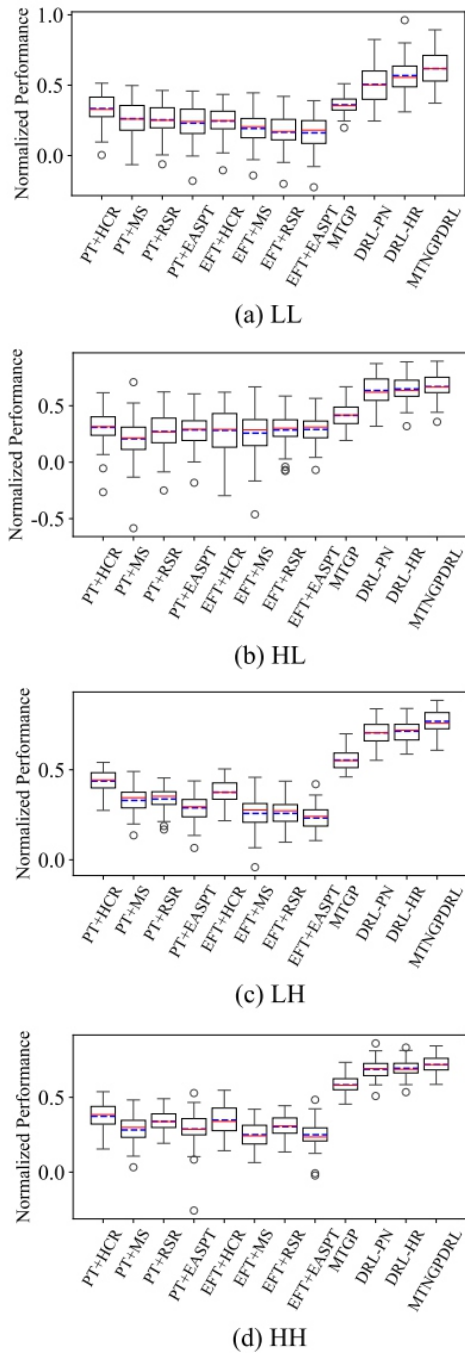 Normalized Performance
1.0
0.5
0.0
PT+HCR
PT+MS
PT+RSR
PT+EASPT
EFT+HCR
EFT+MS
EFT+RSR
EFT+EASPT
MTGP
DRL-PN
DRL-HR
MTNGPDRL
(a) LL
Normalized Performance
0.5
0.0
-0.5
PT+HCR
PT+MS
PT+RSR
PT+EASPT
EFT+HCR
EFT+MS
EFT+RSR
EFT+EASPT
MTGP
DRL-PN
DRL-HR
MTNGPDRL
(b) HL
Normalized Performance
0.5
0.0
PT+HCR
PT+MS
PT+RSR
PT+EASPT
EFT+HCR
EFT+MS
EFT+RSR
EFT+EASPT
MTGP
DRL-PN
DRL-HR
MTNGPDRL
(c) LH
Normalized Performance
0.5
0.0
PT+HCR
PT+MS
PT+RSR
PT+EASPT
EFT+HCR
EFT+MS
EFT+RSR
EFT+EASPT
MTGP
DRL-PN
DRL-HR
MTNGPDRL
(d) HH